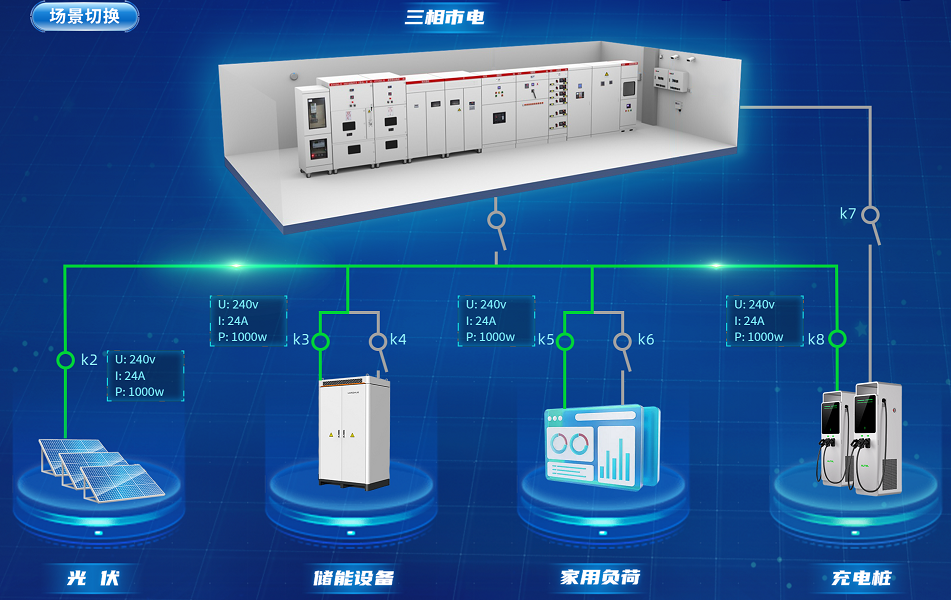 场景切换
三相市电
k7
U: 240v
I: 24A
P: 1000w
k3
k4
U: 240v
I: 24A
P: 1000w
k5
k6
U: 240v
I: 24A
P: 1000w
k8
k2
U: 240v
I: 24A
P: 1000w
光 伏
储能设备
家用负荷
充电桩